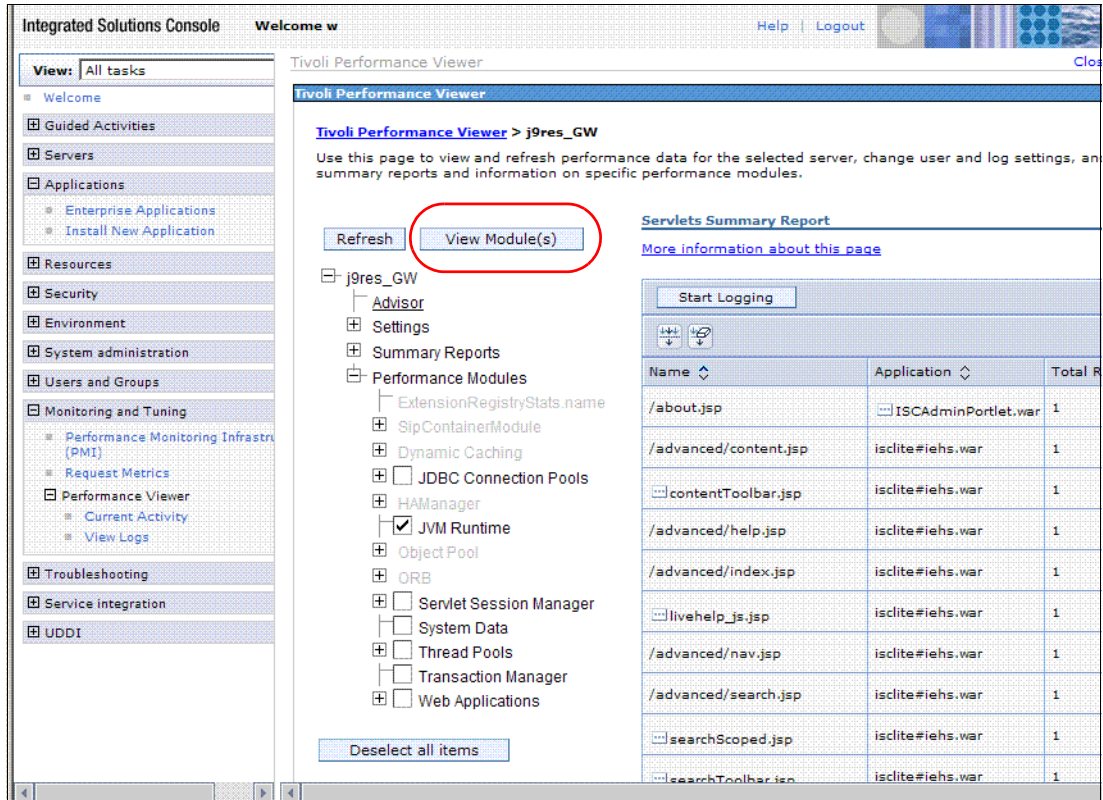 Integrated Solutions Console Welcome w Help | Logout
View: All tasks
Welcome
Guided Activities
Servers
Applications
Enterprise Applications
Install New Application
Resources
Security
Environment
System administration
Users and Groups
Monitoring and Tuning
Performance Monitoring Infrastru
(PMI)
Request Metrics
Performance Viewer
Current Activity
View Logs
Troubleshooting
Service integration
UDDI
Tivoli Performance Viewer Clos
Tivoli Performance Viewer
Tivoli Performance Viewer > j9res_GW
Use this page to view and refresh performance data for the selected server, change user and log settings, an
summary reports and information on specific performance modules.
Refresh View Module(s)
j9res_GW
Advisor
Settings
Summary Reports
Performance Modules
ExtensionRegistryStats.name
SipContainerModule
Dynamic Caching
JDBC Connection Pools
HAManager
JVM Runtime
Object Pool
ORB
Servlet Session Manager
System Data
Thread Pools
Transaction Manager
Web Applications
Deselect all items
Servlets Summary Report
More information about this page
Start Logging
Name Application Total R
/about.jsp ISCAdminPortlet.war 1
/advanced/content.jsp isclite#iehs.war 1
contentToolbar.jsp isclite#iehs.war 1
/advanced/help.jsp isclite#iehs.war 1
/advanced/index.jsp isclite#iehs.war 1
livehelp_js.jsp isclite#iehs.war 1
/advanced/nav.jsp isclite#iehs.war 1
/advanced/search.jsp isclite#iehs.war 1
searchScoped.jsp isclite#iehs.war 1
searchToolbar.jsp isclite#iehs.war 1